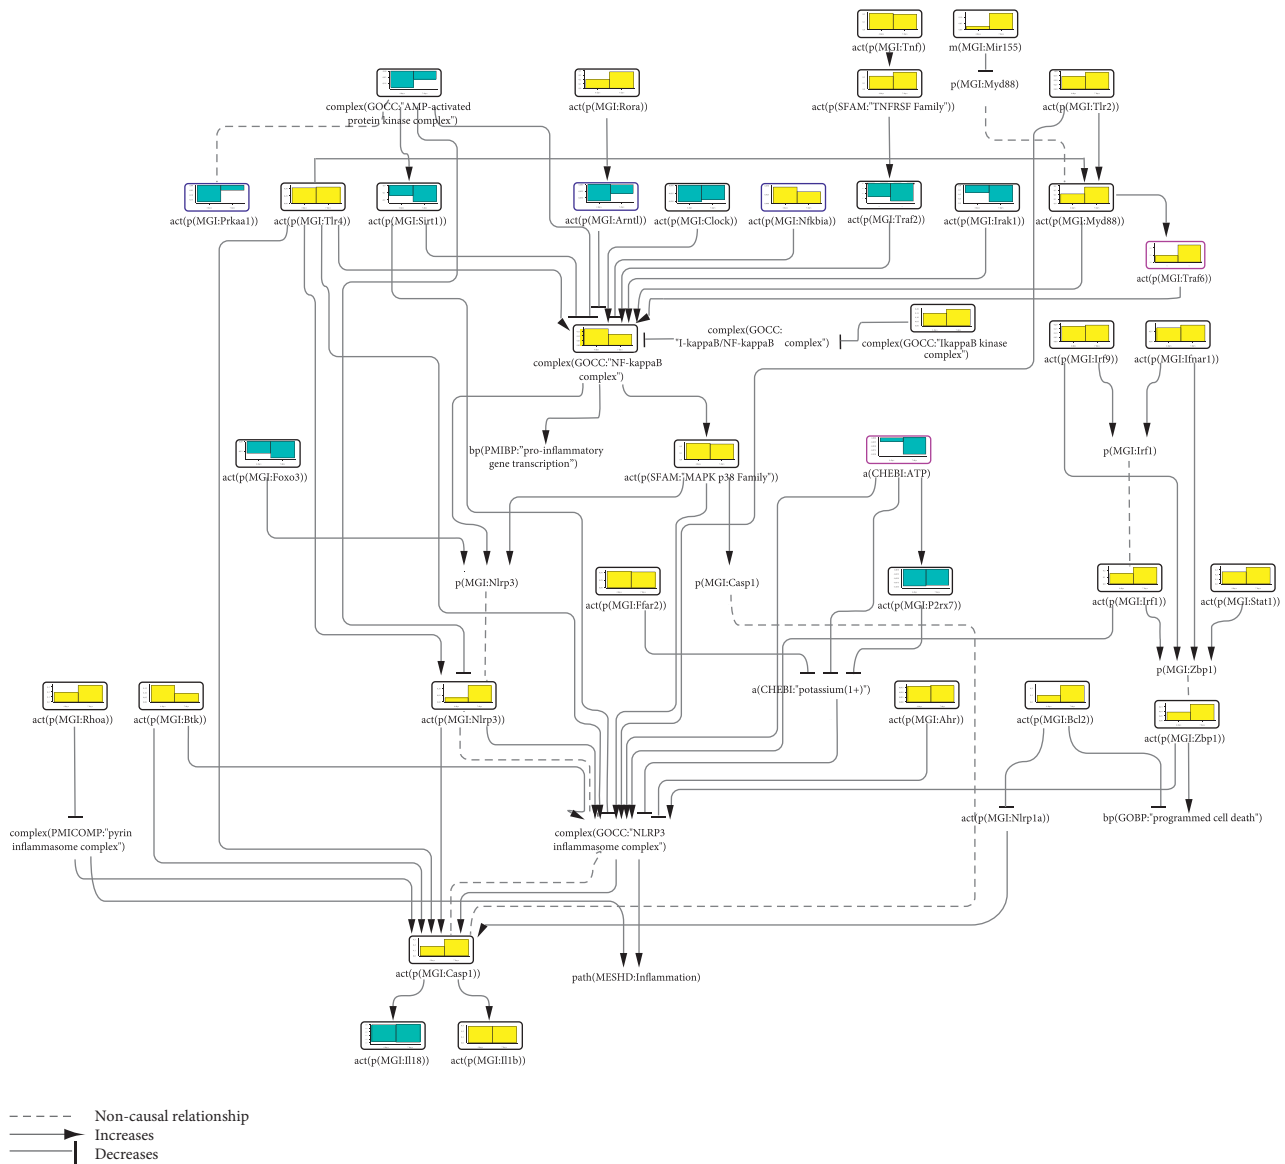 act(p(MGI:Tnf))
m(MGI:Mir155)
p(MGI:Myd88)
complex(GOCC:"AMP-activated
protein kinase complex")
act(p(MGI:Rora))
act(p(SFAM:"TNFRSF Family"))
act(p(MGI:Tlr2))
act(p(MGI:Prkaa1))
act(p(MGI:Tlr4))
act(p(MGI:Sirt1))
act(p(MGI:Arntl))
act(p(MGI:Clock))
act(p(MGI:Nfkbia))
act(p(MGI:Traf2))
act(p(MGI:Irak1))
act(p(MGI:Myd88))
act(p(MGI:Traf6))
complex(GOCC:
"I-kappaB/NF-kappaB complex")
complex(GOCC:"IkappaB kinase
complex")
complex(GOCC:"NF-kappaB
complex")
act(p(MGI:Irf9))
act(p(MGI:Ifnar1))
bp(PMIBP:"pro-inflammatory
gene transcription")
p(MGI:Irf1)
act(p(MGI:Foxo3))
act(p(SFAM:"MAPK p38 Family"))
a(CHEBI:ATP)
p(MGI:Nlrp3)
p(MGI:Casp1)
act(p(MGI:Ffar2))
act(p(MGI:P2rx7))
act(p(MGI:Irf1))
act(p(MGI:Stat1))
p(MGI:Zbp1)
a(CHEBI:"potassium(1+)")
act(p(MGI:Rhoa))
act(p(MGI:Btk))
act(p(MGI:Nlrp3))
act(p(MGI:Ahr))
act(p(MGI:Bcl2))
act(p(MGI:Zbp1))
complex(PMICOMP:"pyrin
inflammasome complex")
complex(GOCC:"NLRP3
inflammasome complex")
act(p(MGI:Nlrp1a))
bp(GOBP:"programmed cell death")
act(p(MGI:Casp1))
path(MESHD:Inflammation)
act(p(MGI:Il18))
act(p(MGI:Il1b))
Non-causal relationship
Increases
Decreases